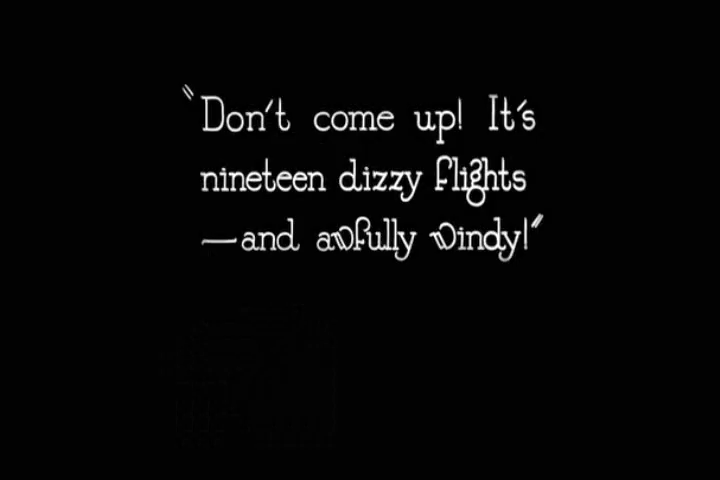 "Don't come up! It's
nineteen dizzy flights
—and awfully windy!"